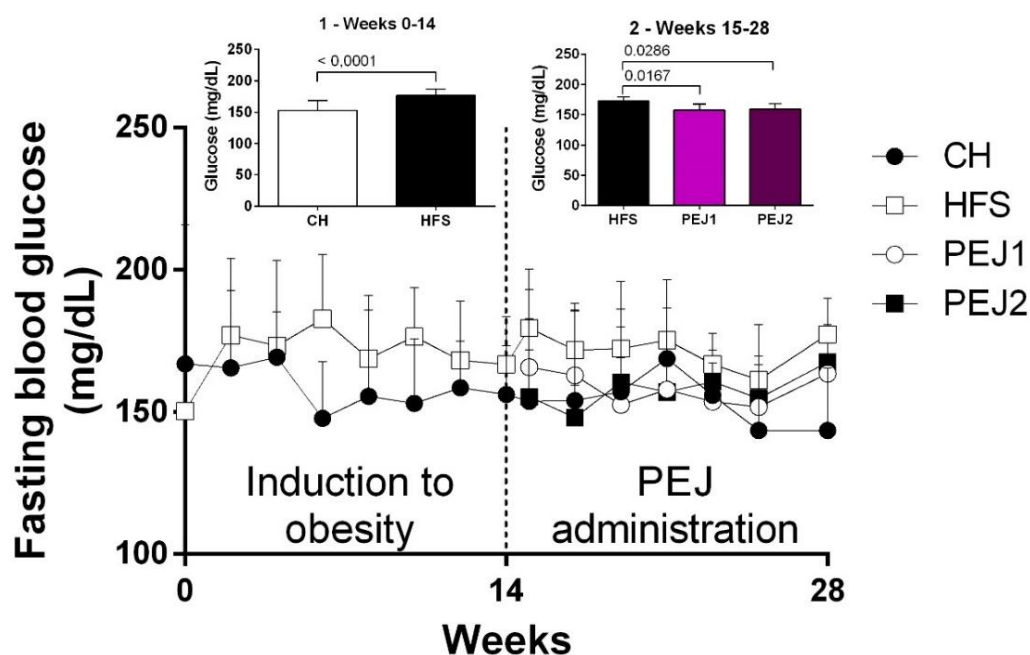 1 - Weeks 0-14
Glucose (mg/dL)
250
200
150
100
50
0
< 0,0001
CH
HFS
2 - Weeks 15-28
Glucose (mg/dL)
250
200
150
100
50
0
0.0286
0.0167
HFS
PEJ1
PEJ2
Fasting blood glucose
(mg/dL)
250
200
150
100
CH
HFS
PEJ1
PEJ2
Induction to
obesity
PEJ
administration
0
14
28
Weeks